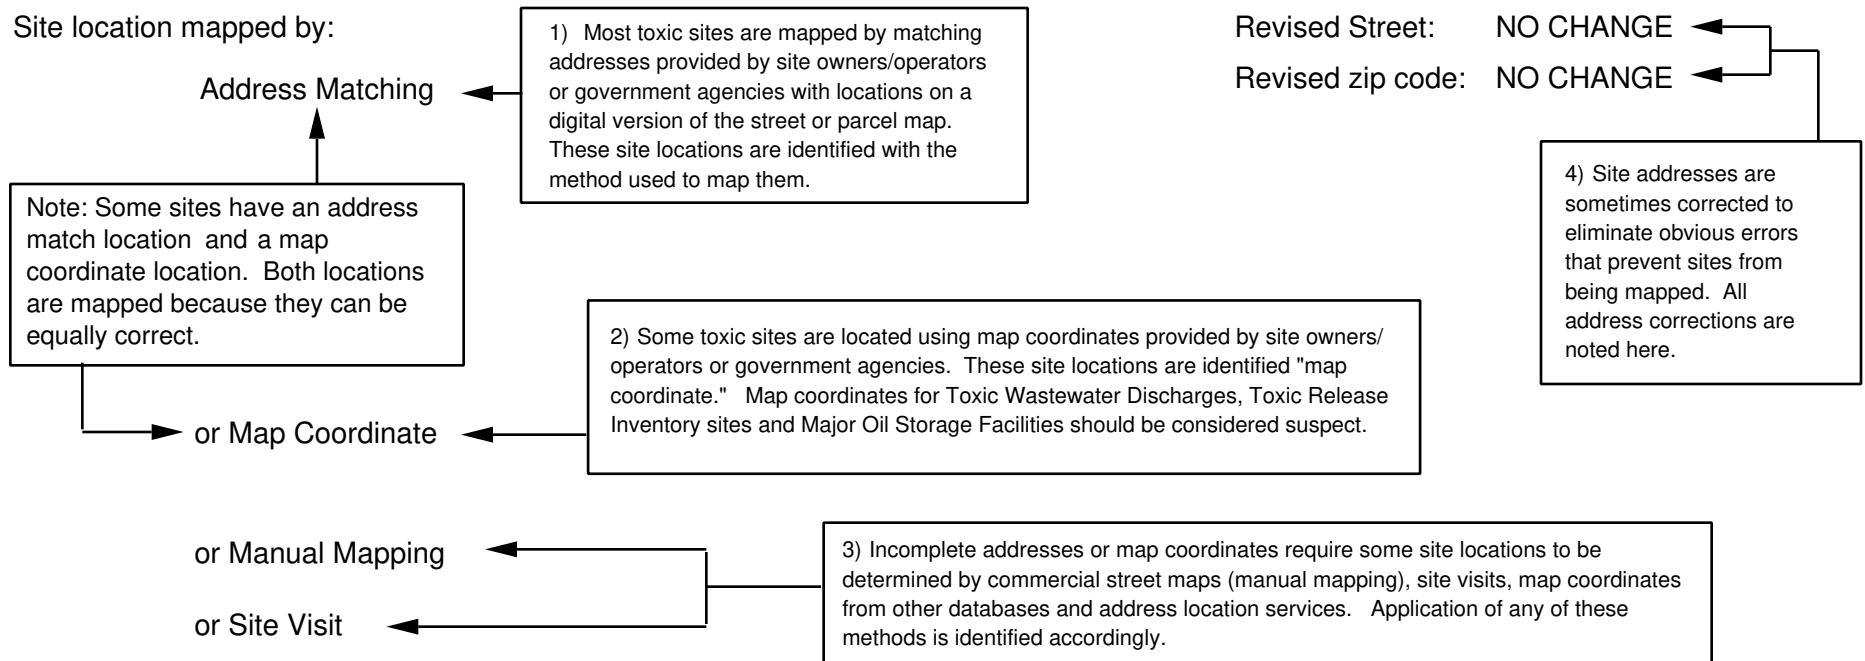 Site location mapped by:
Address Matching
1) Most toxic sites are mapped by matching
addresses provided by site owners/operators
or government agencies with locations on a
digital version of the street or parcel map.
These site locations are identified with the
method used to map them.
Revised Street: NO CHANGE
Revised zip code: NO CHANGE
4) Site addresses are
sometimes corrected to
eliminate obvious errors
that prevent sites from
being mapped. All
address corrections are
noted here.
Note: Some sites have an address
match location and a map
coordinate location. Both locations
are mapped because they can be
equally correct.
or Map Coordinate
2) Some toxic sites are located using map coordinates provided by site owners/
operators or government agencies. These site locations are identified "map
coordinate." Map coordinates for Toxic Wastewater Discharges, Toxic Release
Inventory sites and Major Oil Storage Facilities should be considered suspect.
or Manual Mapping
or Site Visit
3) Incomplete addresses or map coordinates require some site locations to be
determined by commercial street maps (manual mapping), site visits, map coordinates
from other databases and address location services. Application of any of these
methods is identified accordingly.